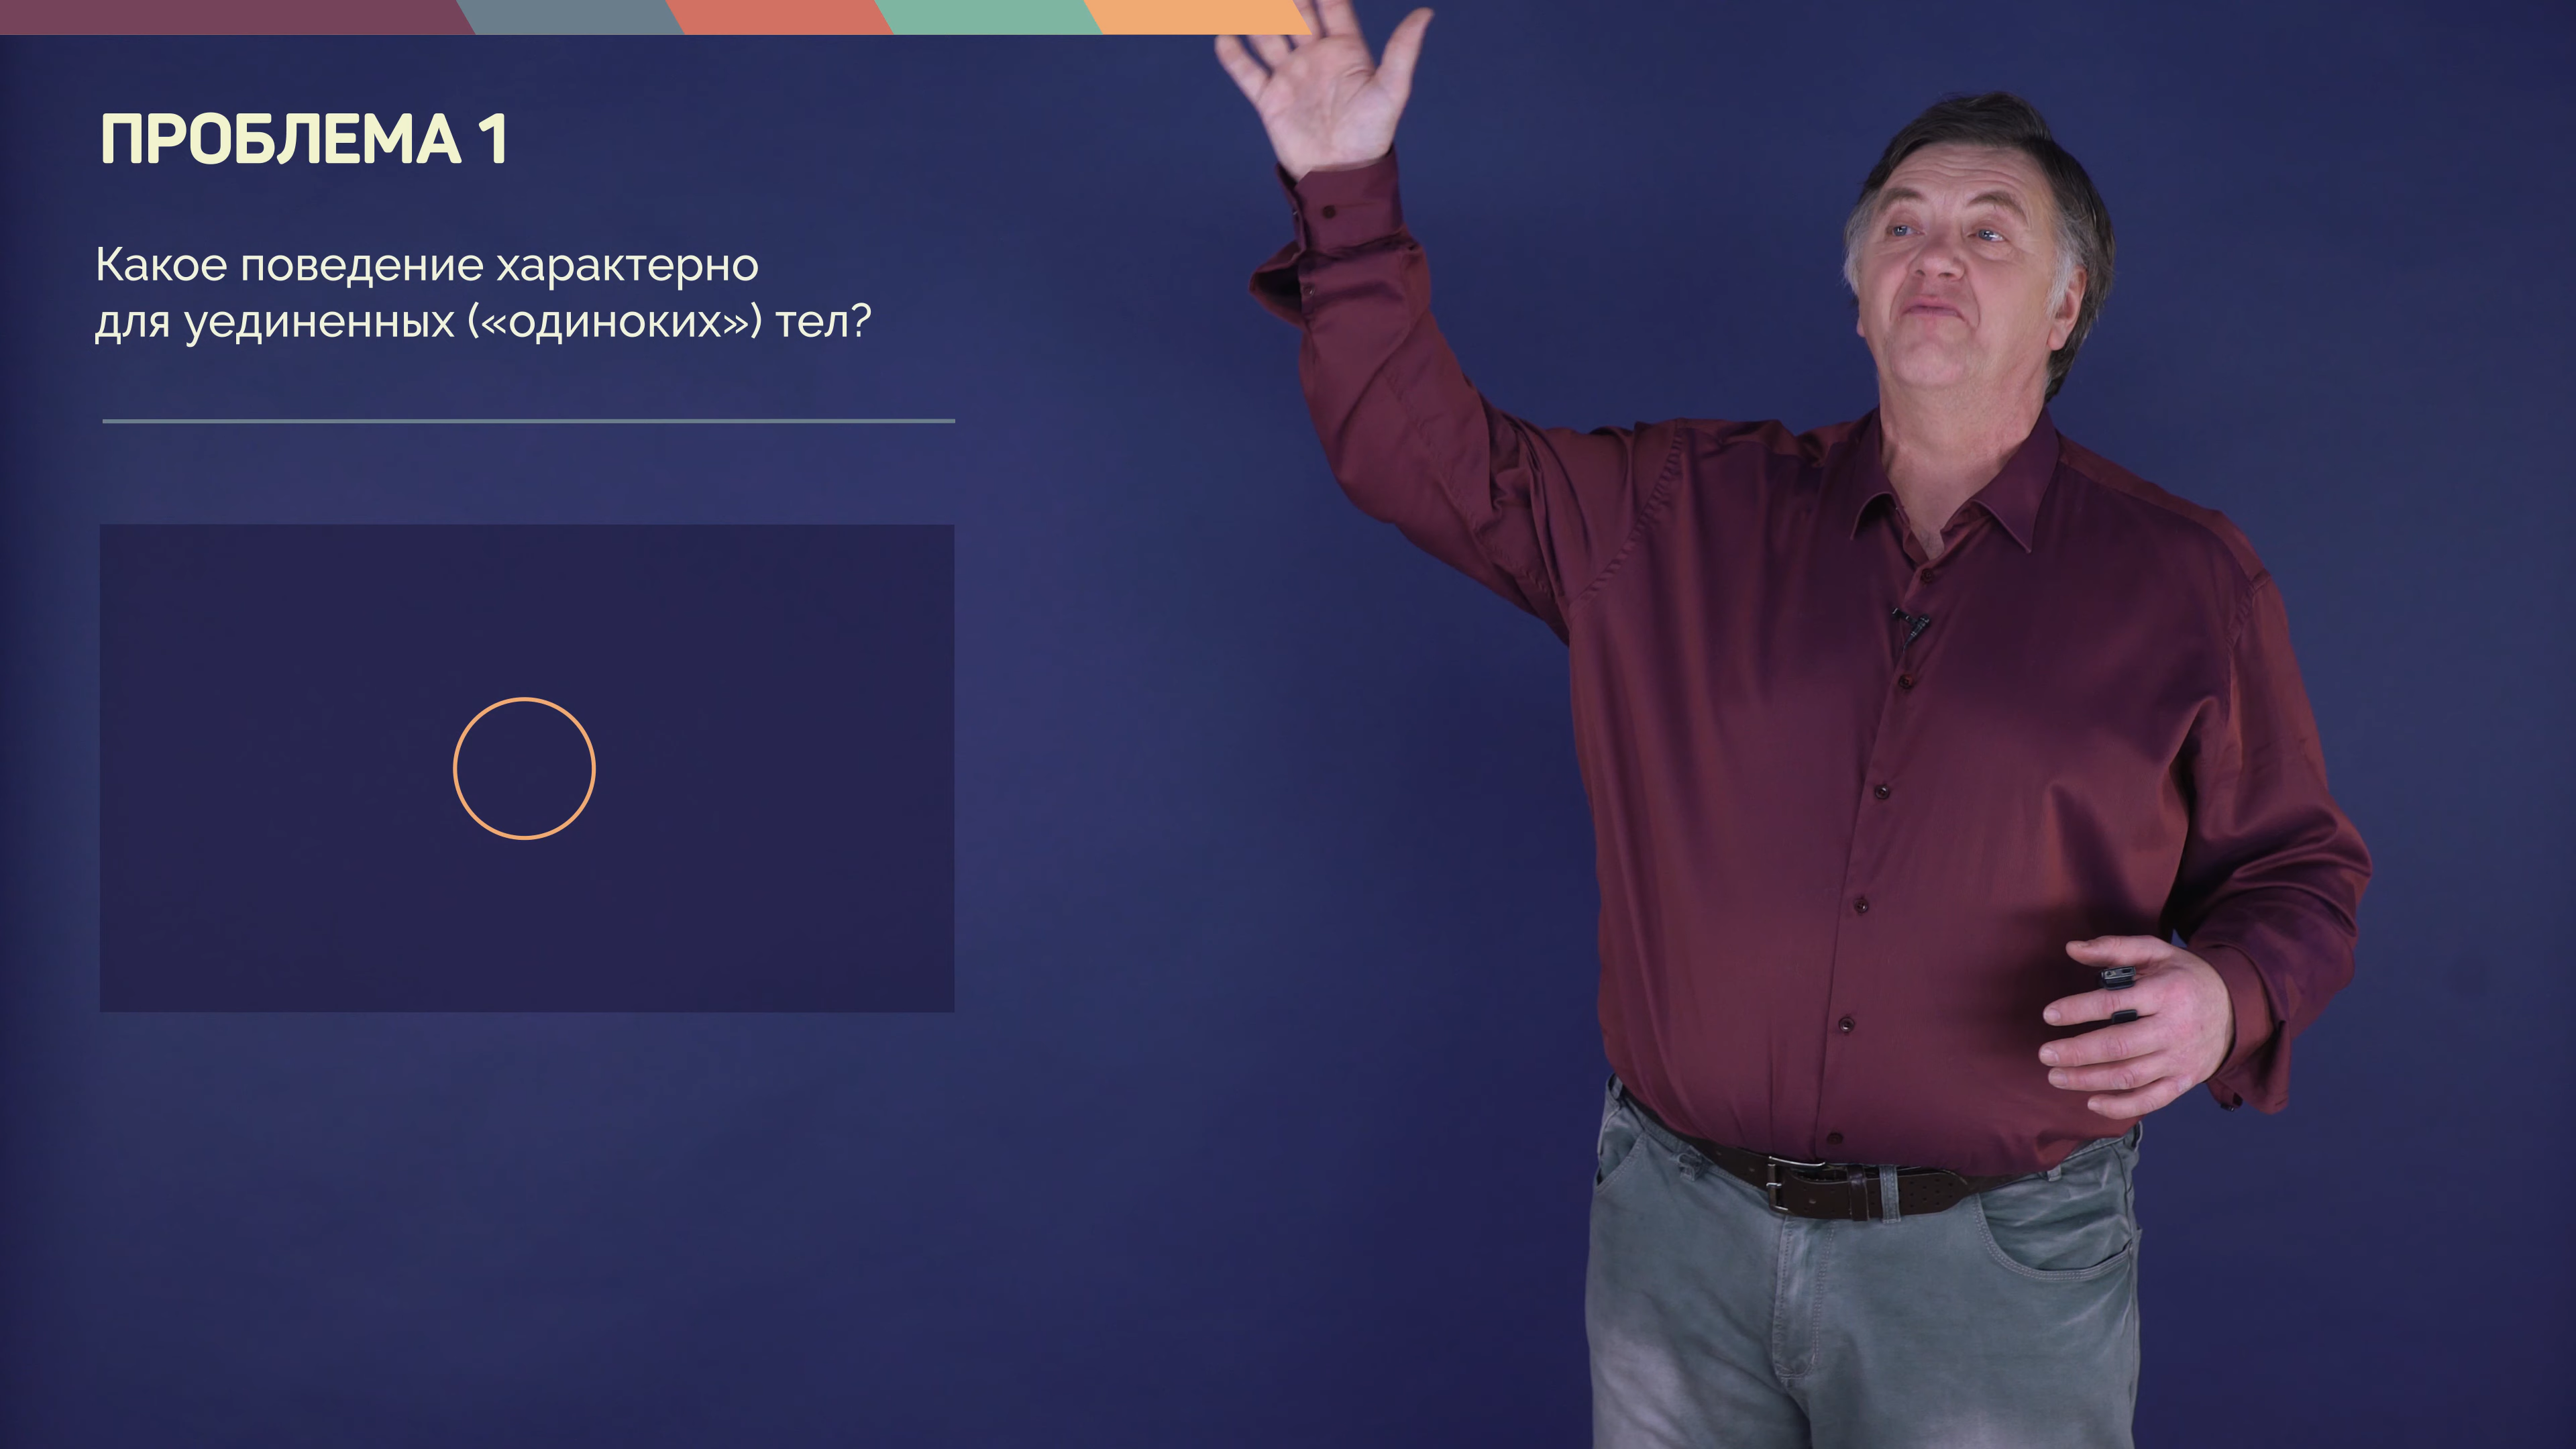 ПРОБЛЕМА 1
Какое поведение характерно
для уединенных («одиноких») тел?